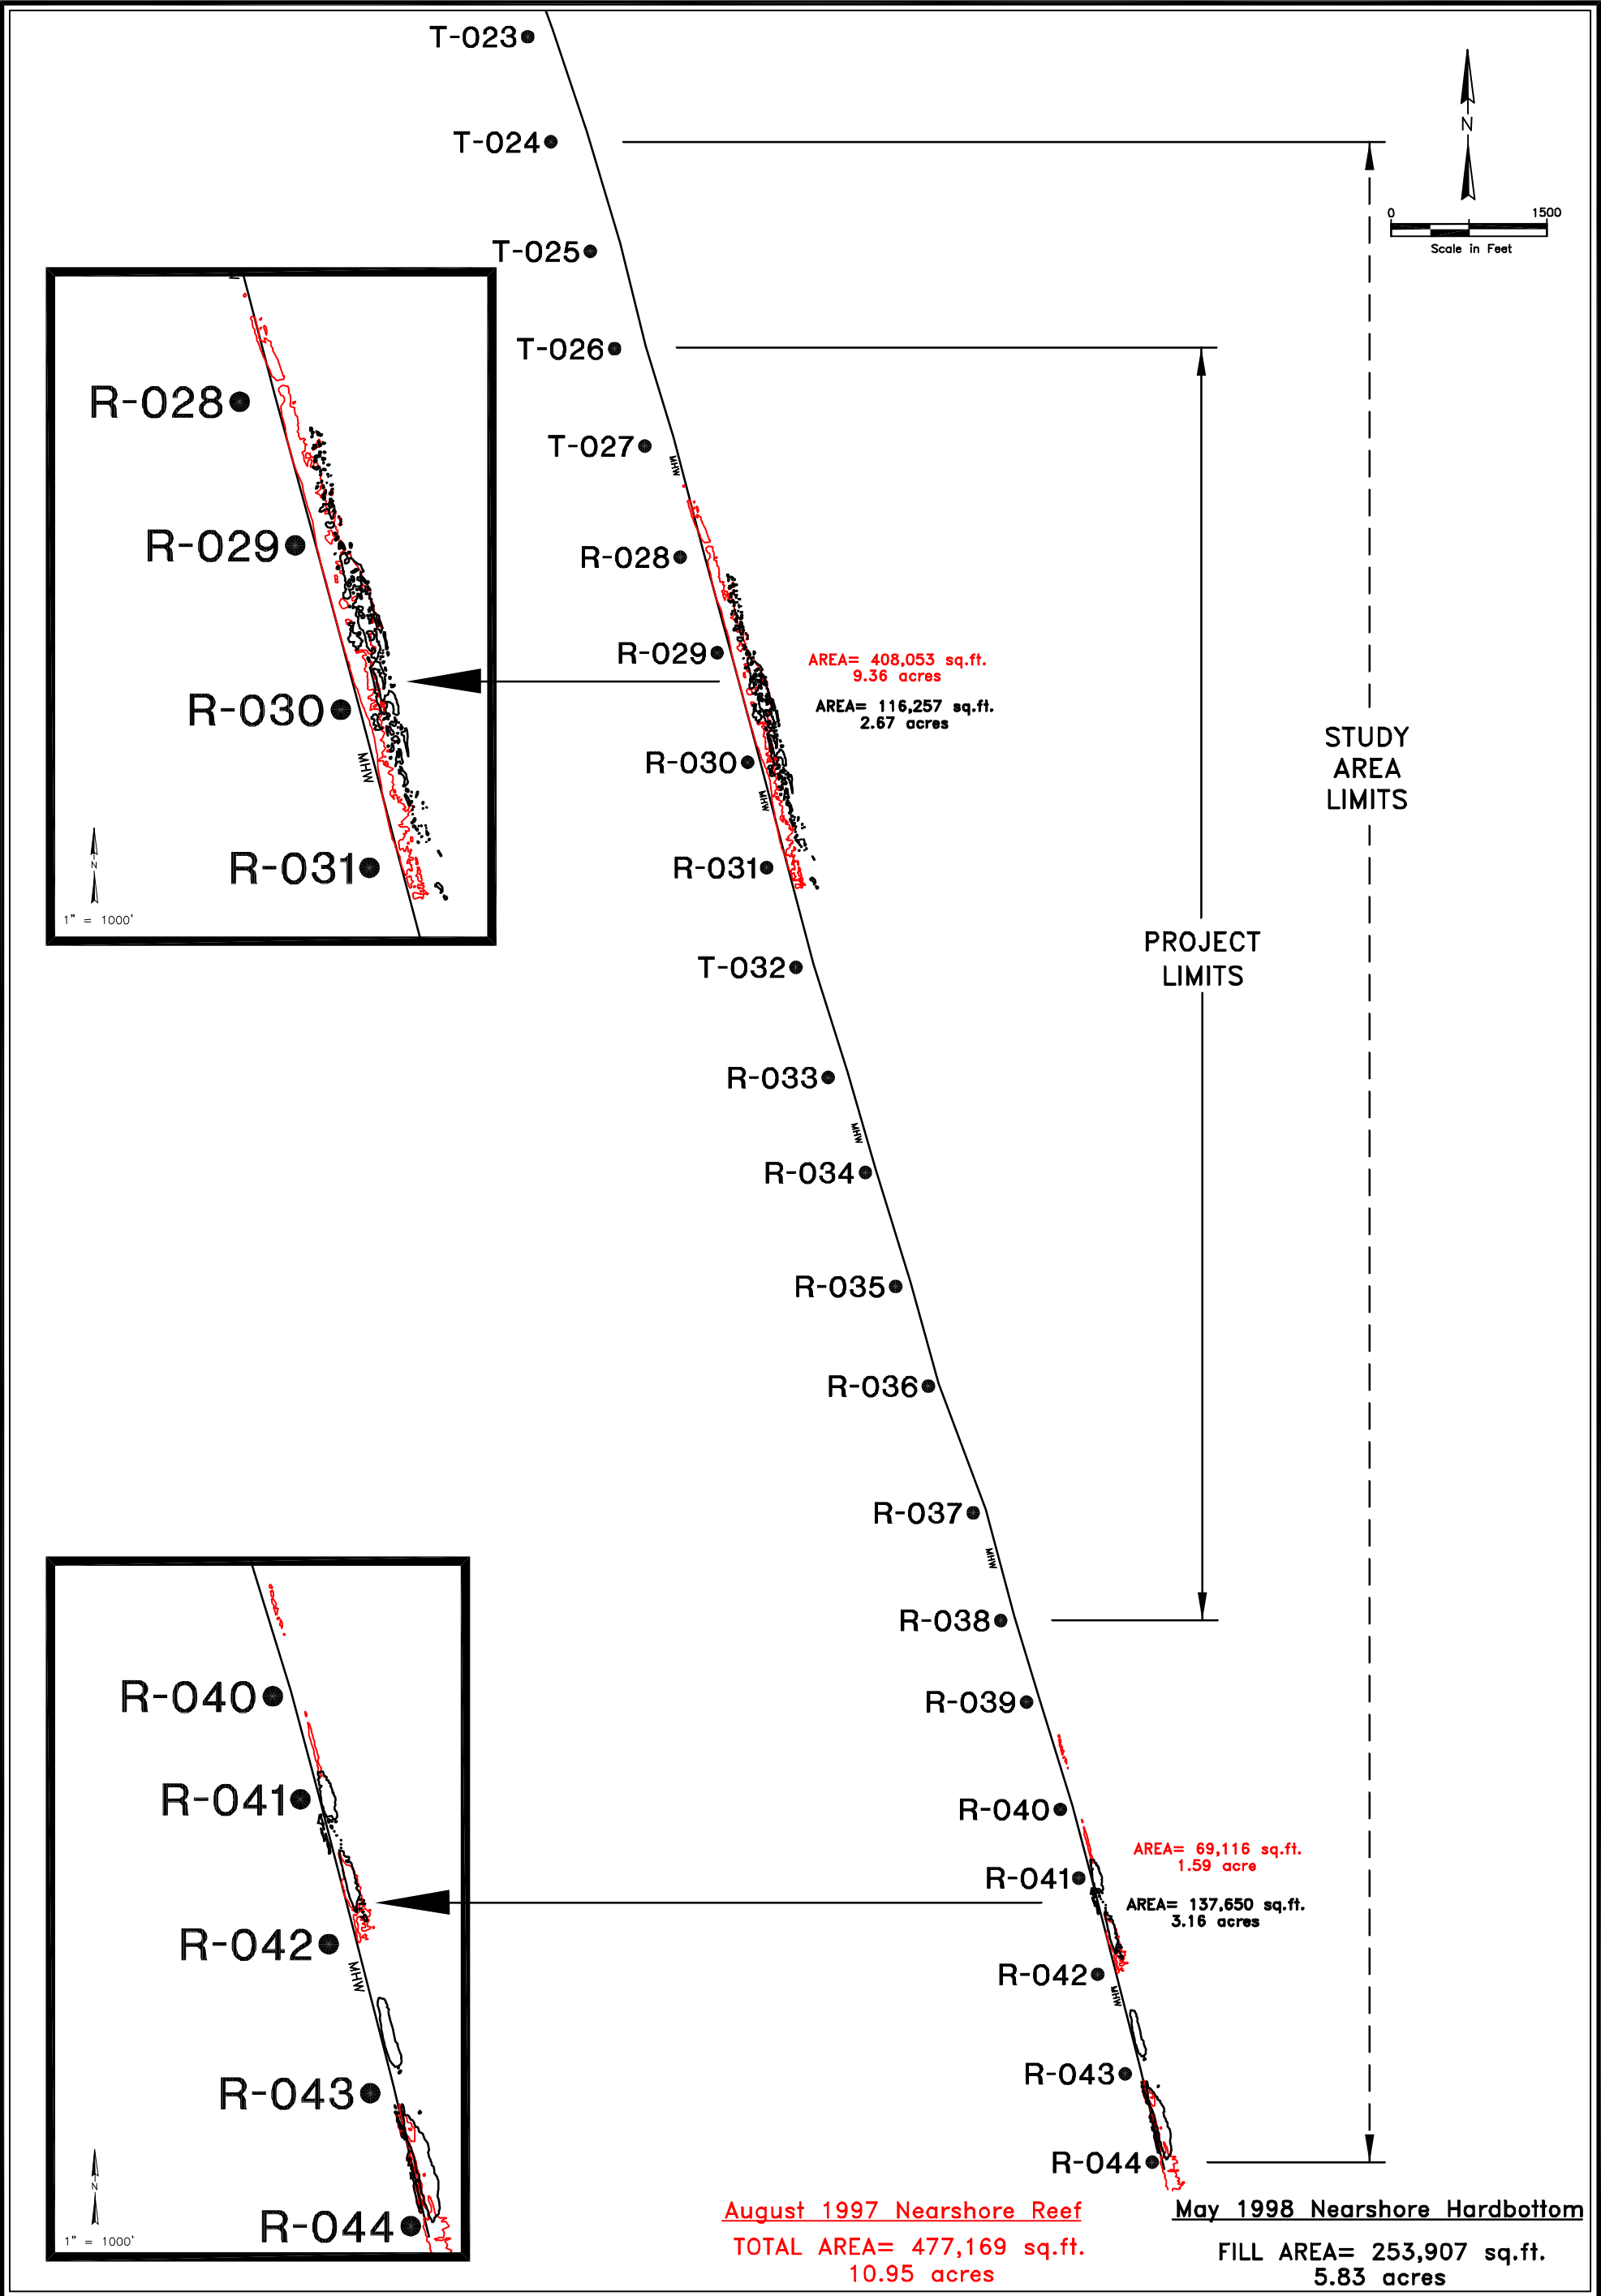 T-023
T-024
N
0 1500
Scale in Feet
T-025
T-026
T-027
MHW
R-028
R-029
R-030
MHW
R-031
N
1" = 1000'
R-028
R-029
AREA= 408,053 sq.ft.
9.36 acres
AREA= 116,257 sq.ft.
2.67 acres
R-030
MHW
R-031
STUDY
AREA
LIMITS
PROJECT
LIMITS
T-032
R-033
MHW
R-034
R-035
R-036
R-037
MHW
R-038
R-039
R-040
R-041
AREA= 69,116 sq.ft.
1.59 acre
AREA= 137,650 sq.ft.
3.16 acres
R-042
MHW
R-043
R-044
R-040
R-041
R-042
MHW
R-043
R-044
N
1" = 1000'
August 1997 Nearshore Reef
TOTAL AREA= 477,169 sq.ft.
10.95 acres
May 1998 Nearshore Hardbottom
FILL AREA= 253,907 sq.ft.
5.83 acres